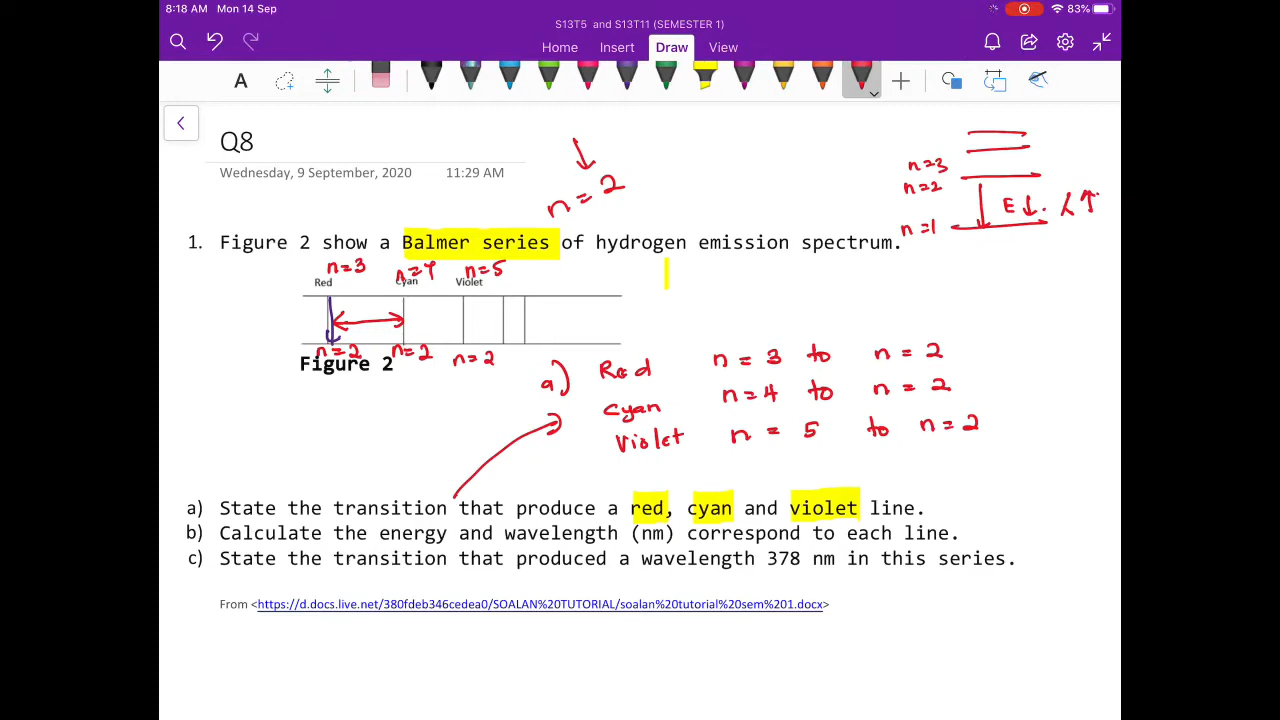 8:18 AM Mon 14 Sep
83%
S13T5 and S13T11 (SEMESTER 1)
Home Insert Draw View
A
Q8
Wednesday, 9 September, 2020 11:29 AM
n = 2
n=3
n=2
n=1
E↓. λ↑
1. Figure 2 show a Balmer series of hydrogen emission spectrum.
n=3 n=4 n=5
Red Cyan Violet
n=2 n=2 n=2
Figure 2
a) Red n = 3 to n = 2
Cyan n=4 to n = 2
Violet n = 5 to n=2
a) State the transition that produce a red, cyan and violet line.
b) Calculate the energy and wavelength (nm) correspond to each line.
c) State the transition that produced a wavelength 378 nm in this series.
From <https://d.docs.live.net/380fdeb346cedea0/SOALAN%20TUTORIAL/soalan%20tutorial%20sem%201.docx>